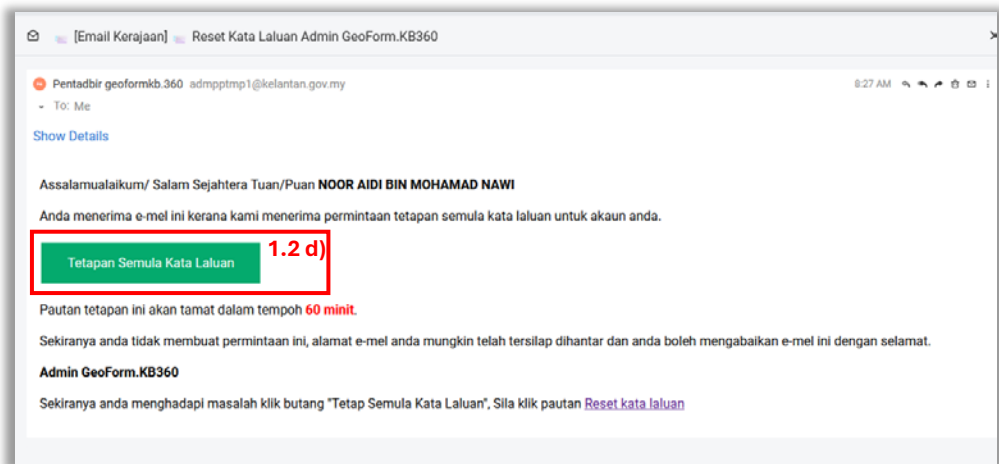 [Email Kerajaan] Reset Kata Laluan Admin GeoForm.KB360
Pentadbir geoformkb.360 admpptmp1@kelantan.gov.my 8:27 AM
To: Me
Show Details
Assalamualaikum/ Salam Sejahtera Tuan/Puan NOOR AIDI BIN MOHAMAD NAWI
Anda menerima e-mel ini kerana kami menerima permintaan tetapan semula kata laluan untuk akaun anda.
1.2 d)
Tetapan Semula Kata Laluan
Pautan tetapan ini akan tamat dalam tempoh 60 minit.
Sekiranya anda tidak membuat permintaan ini, alamat e-mel anda mungkin telah tersilap dihantar dan anda boleh mengabaikan e-mel ini dengan selamat.
Admin GeoForm.KB360
Sekiranya anda menghadapi masalah klik butang "Tetap Semula Kata Laluan", Sila klik pautan Reset kata laluan